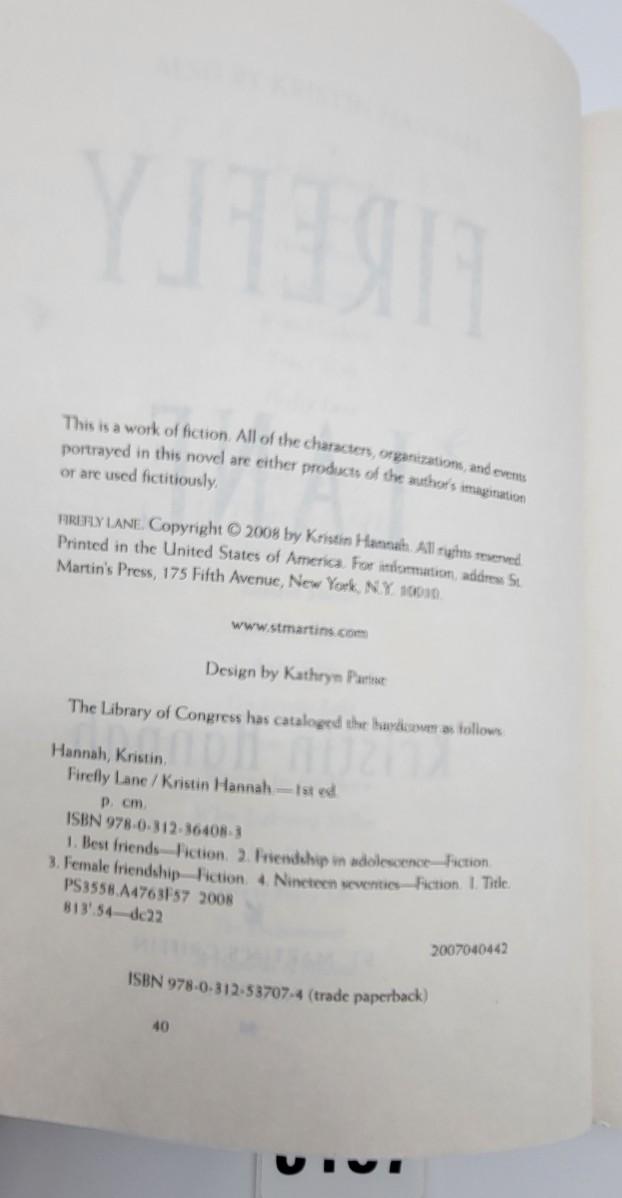 This is a work of fiction. All of the characters, organizations, and events
portrayed in this novel are either products of the author's imagination
or are used fictitiously.
FIREFLY LANE. Copyright © 2008 by Kristin Hannah. All rights reserved.
Printed in the United States of America. For information, address St.
Martin's Press, 175 Fifth Avenue, New York, N.Y. 10010.
www.stmartins.com
Design by Kathryn Parise
The Library of Congress has cataloged the hardcover as follows:
Hannah, Kristin.
Firefly Lane / Kristin Hannah.—1st ed.
p. cm.
ISBN 978-0-312-36408-3
1. Best friends—Fiction. 2. Friendship in adolescence—Fiction.
3. Female friendship—Fiction. 4. Nineteen seventies—Fiction. I. Title.
PS3558.A4763F57 2008
813'.54—dc22
2007040442
ISBN 978-0-312-53707-4 (trade paperback)
40
FIREFLY
LANE
Kristin Hannah